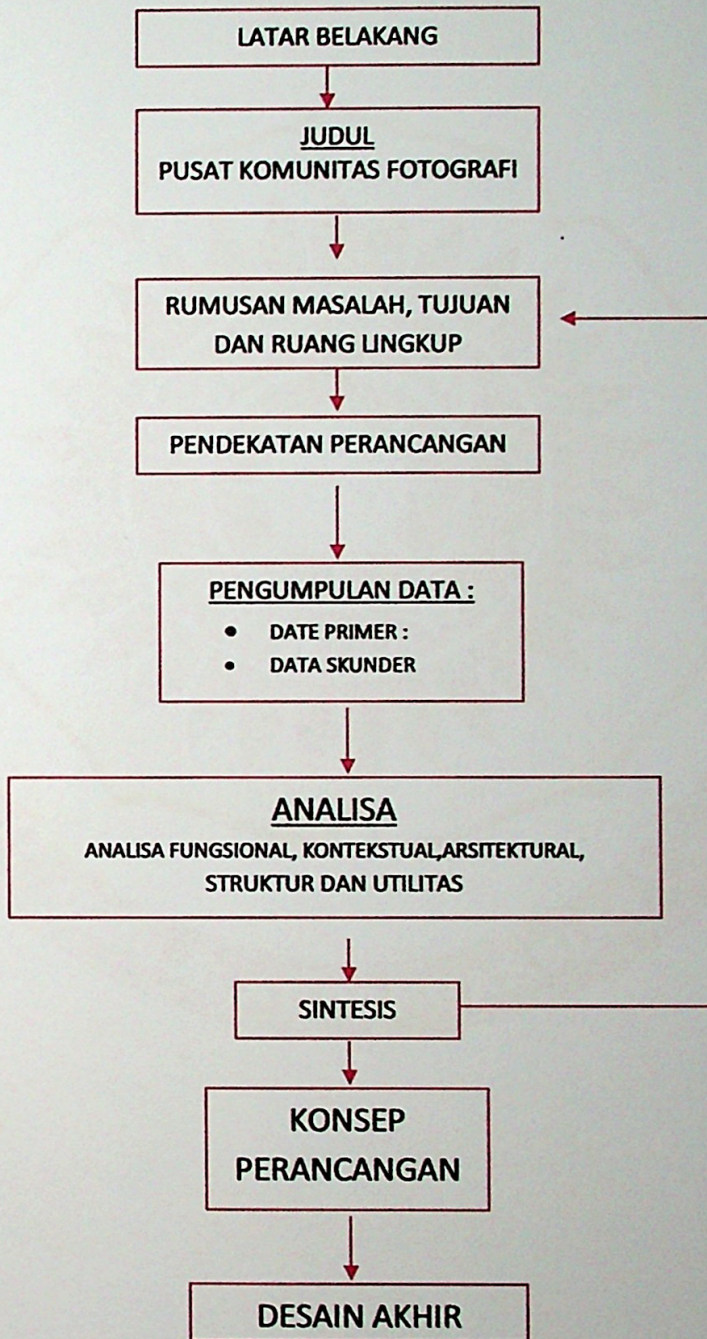 LATAR BELAKANG
JUDUL
PUSAT KOMUNITAS FOTOGRAFI
RUMUSAN MASALAH, TUJUAN
DAN RUANG LINGKUP
PENDEKATAN PERANCANGAN
PENGUMPULAN DATA :
• DATE PRIMER :
• DATA SKUNDER
ANALISA
ANALISA FUNGSIONAL, KONTEKSTUAL,ARSITEKTURAL,
STRUKTUR DAN UTILITAS
SINTESIS
KONSEP
PERANCANGAN
DESAIN AKHIR